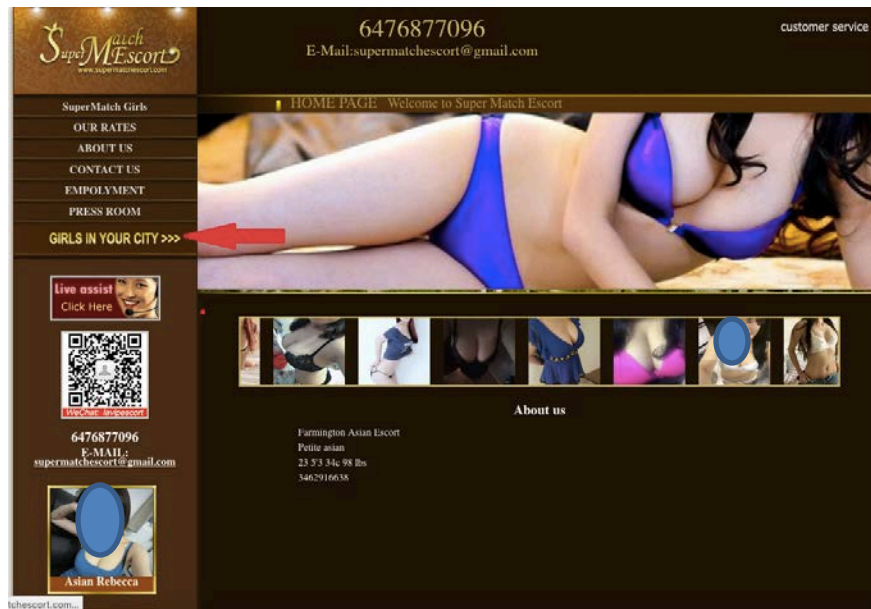 Super Match Escort
www.supermatchescort.com
6476877096
E-Mail:supermatchescort@gmail.com
customer service
SuperMatch Girls
OUR RATES
ABOUT US
CONTACT US
EMPOLYMENT
PRESS ROOM
GIRLS IN YOUR CITY >>>
HOME PAGE Welcome to Super Match Escort
Live assist
Click Here
WeChat: lavipescort
6476877096
E-MAIL:
supermatchescort@gmail.com
Asian Rebecca
About us
Farmington Asian Escort
Petite asian
23 5'3 34c 98 lbs
3462916638
tchescort.com...